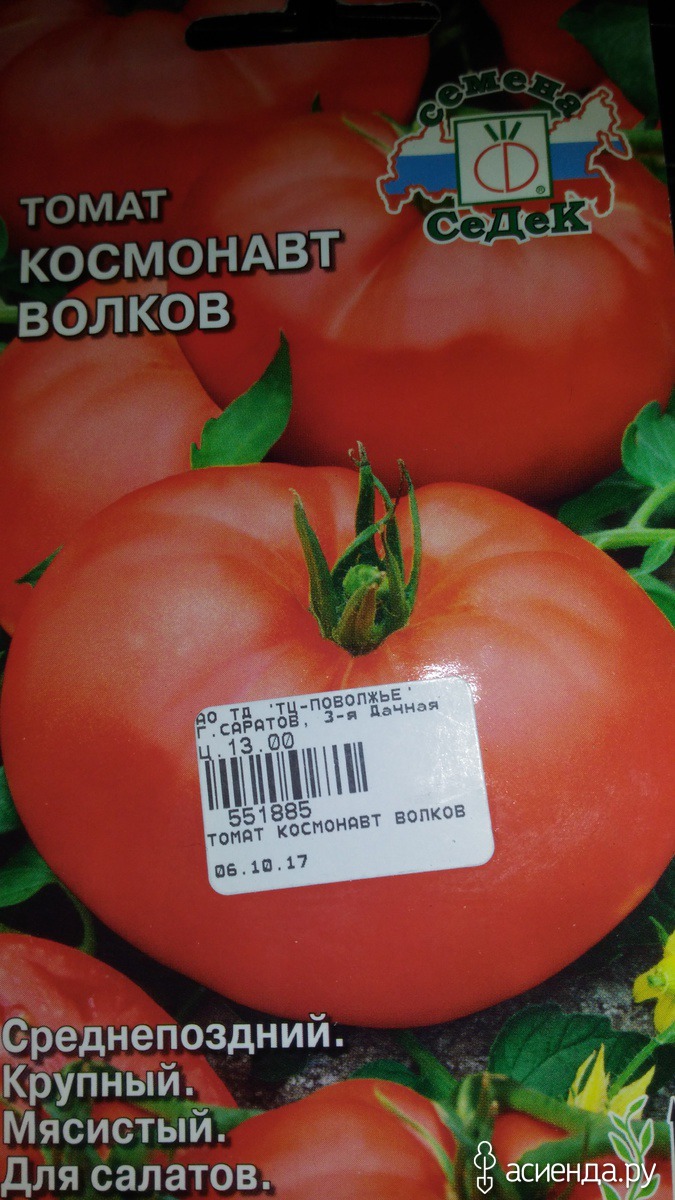 семена
СеДеК
ТОМАТ
КОСМОНАВТ
ВОЛКОВ
АО ТД 'ТЦ-ПОВОЛЖЬЕ'
Г.САРАТОВ, 3-я Дачная
Ц.13.00
551885
ТОМАТ КОСМОНАВТ ВОЛКОВ
06.10.17
Среднепоздний.
Крупный.
Мясистый.
Для салатов.
асиенда.ру